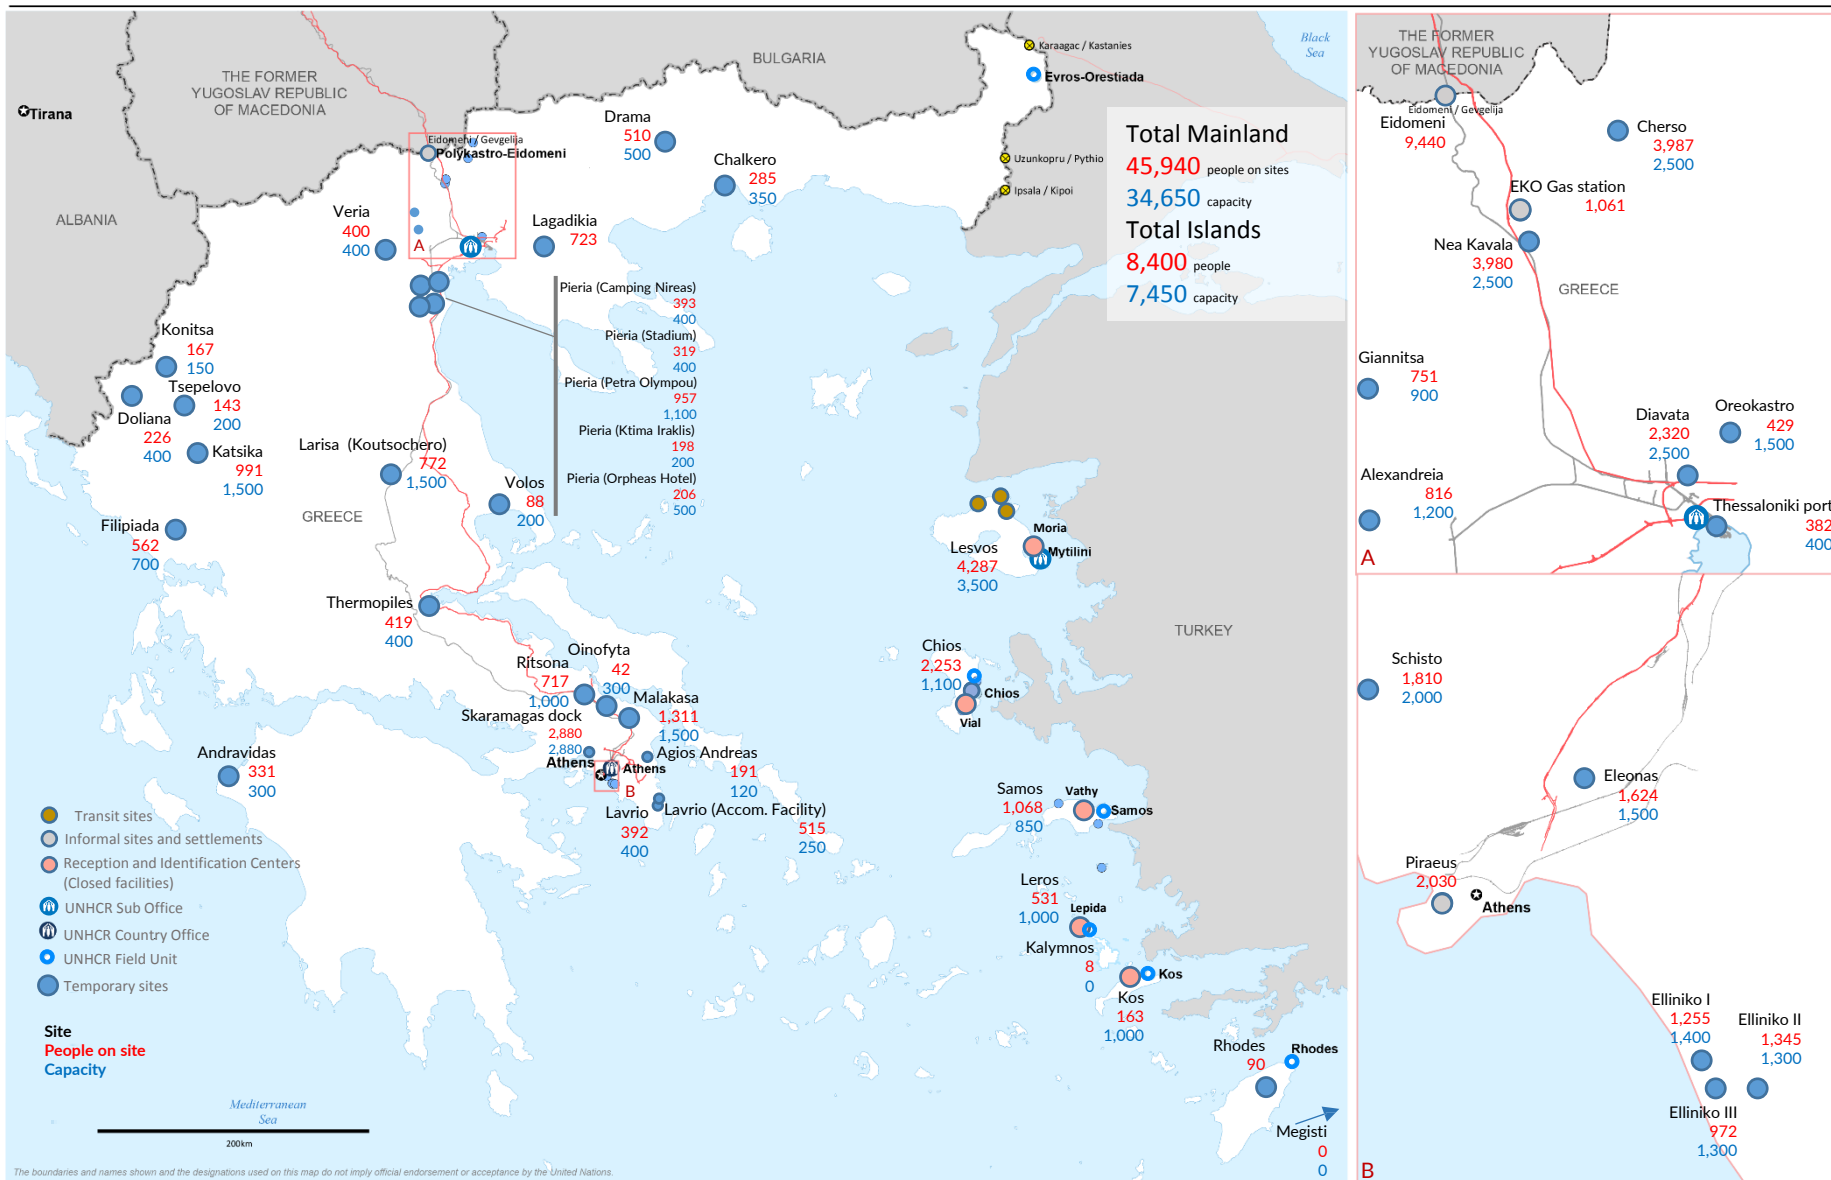 THE FORMER
YUGOSLAV REPUBLIC
OF MACEDONIA
BULGARIA
Black
Sea
Karaagac / Kastanies
Evros-Orestiada
Tirana
ALBANIA
Eidomeni / Gevgelija
Polykastro-Eidomeni
Drama
510
500
Chalkero
285
350
Uzunkopru / Pythio
Ipsala / Kipoi
Total Mainland
45,940 people on sites
34,650 capacity
Total Islands
8,400 people
7,450 capacity
Veria
400
400
A
Lagadikia
723
Pieria (Camping Nireas)
393
400
Pieria (Stadium)
319
400
Pieria (Petra Olympou)
957
1,100
Pieria (Ktima Iraklis)
198
200
Pieria (Orpheas Hotel)
206
500
Konitsa
167
150
Tsepelovo
143
200
Doliana
226
400
Katsika
991
1,500
Larisa (Koutsochero)
772
1,500
Volos
88
200
GREECE
Filipiada
562
700
Thermopiles
419
400
Oinofyta
42
300
Ritsona
717
1,000
Malakasa
1,311
1,500
Skaramagas dock
2,880
2,880
Athens
Athens
B
Agios Andreas
191
120
Lavrio
392
400
Lavrio (Accom. Facility)
515
250
Andravidas
331
300
Moria
Mytilini
Lesvos
4,287
3,500
TURKEY
Chios
2,253
1,100
Chios
Vial
Samos
1,068
850
Vathy
Samos
Leros
531
1,000
Lepida
Kalymnos
8
0
Kos
Kos
163
1,000
Rhodes
90
Rhodes
Megisti
0
0
Transit sites
Informal sites and settlements
Reception and Identification Centers
(Closed facilities)
UNHCR Sub Office
UNHCR Country Office
UNHCR Field Unit
Temporary sites
Site
People on site
Capacity
Mediterranean
Sea
200km
The boundaries and names shown and the designations used on this map do not imply official endorsement or acceptance by the United Nations.
THE FORMER
YUGOSLAV REPUBLIC
OF MACEDONIA
Eidomeni / Gevgelija
Eidomeni
9,440
Cherso
3,987
2,500
EKO Gas station
1,061
Nea Kavala
3,980
2,500
GREECE
Giannitsa
751
900
Diavata
2,320
2,500
Oreokastro
429
1,500
Alexandreia
816
1,200
Thessaloniki port
382
400
A
Schisto
1,810
2,000
Eleonas
1,624
1,500
Piraeus
2,030
Athens
Elliniko I
1,255
1,400
Elliniko II
1,345
1,300
Elliniko III
972
1,300
B